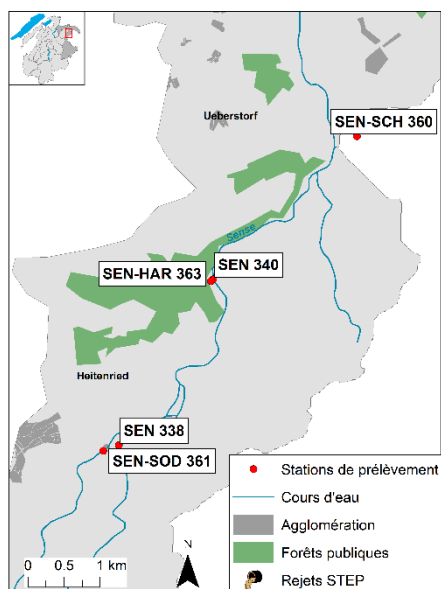 Ueberstorf
SEN-SCH 360
Sense
SEN-HAR 363
SEN 340
Heitenried
SEN 338
SEN-SOD 361
Stations de prélèvement
Cours d'eau
Agglomération
Forêts publiques
Rejets STEP
0 0.5 1 km
N